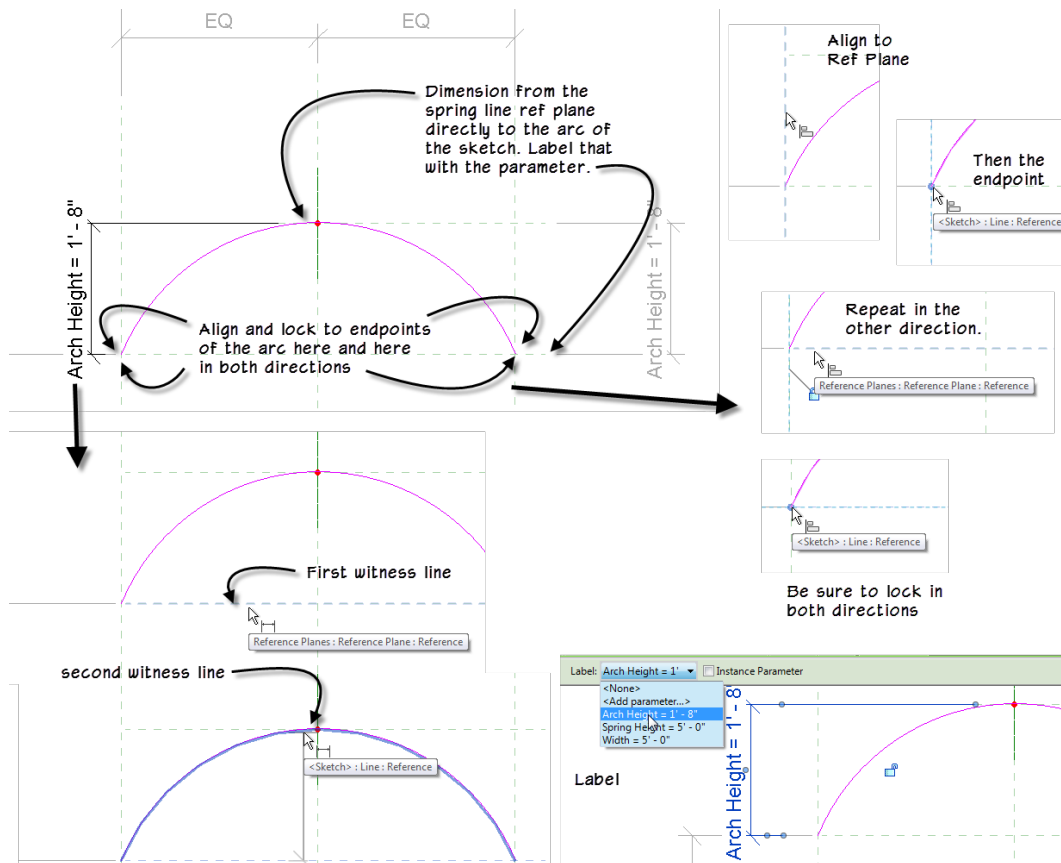 EQ
EQ
Dimension from the
spring line ref plane
directly to the arc of
the sketch. Label that
with the parameter.
Arch Height = 1' - 8"
Arch Height = 1' - 8"
Align and lock to endpoints
of the arc here and here
in both directions
Align to
Ref Plane
Then the
endpoint
<Sketch> : Line : Reference
Repeat in the
other direction.
Reference Planes : Reference Plane : Reference
<Sketch> : Line : Reference
Be sure to lock in
both directions
First witness line
Reference Planes : Reference Plane : Reference
second witness line
<Sketch> : Line : Reference
Label: Arch Height = 1' Instance Parameter
<None>
<Add parameter...>
Arch Height = 1' - 8"
Spring Height = 5' - 0"
Width = 5' - 0"
Label
Arch Height = 1' - 8"